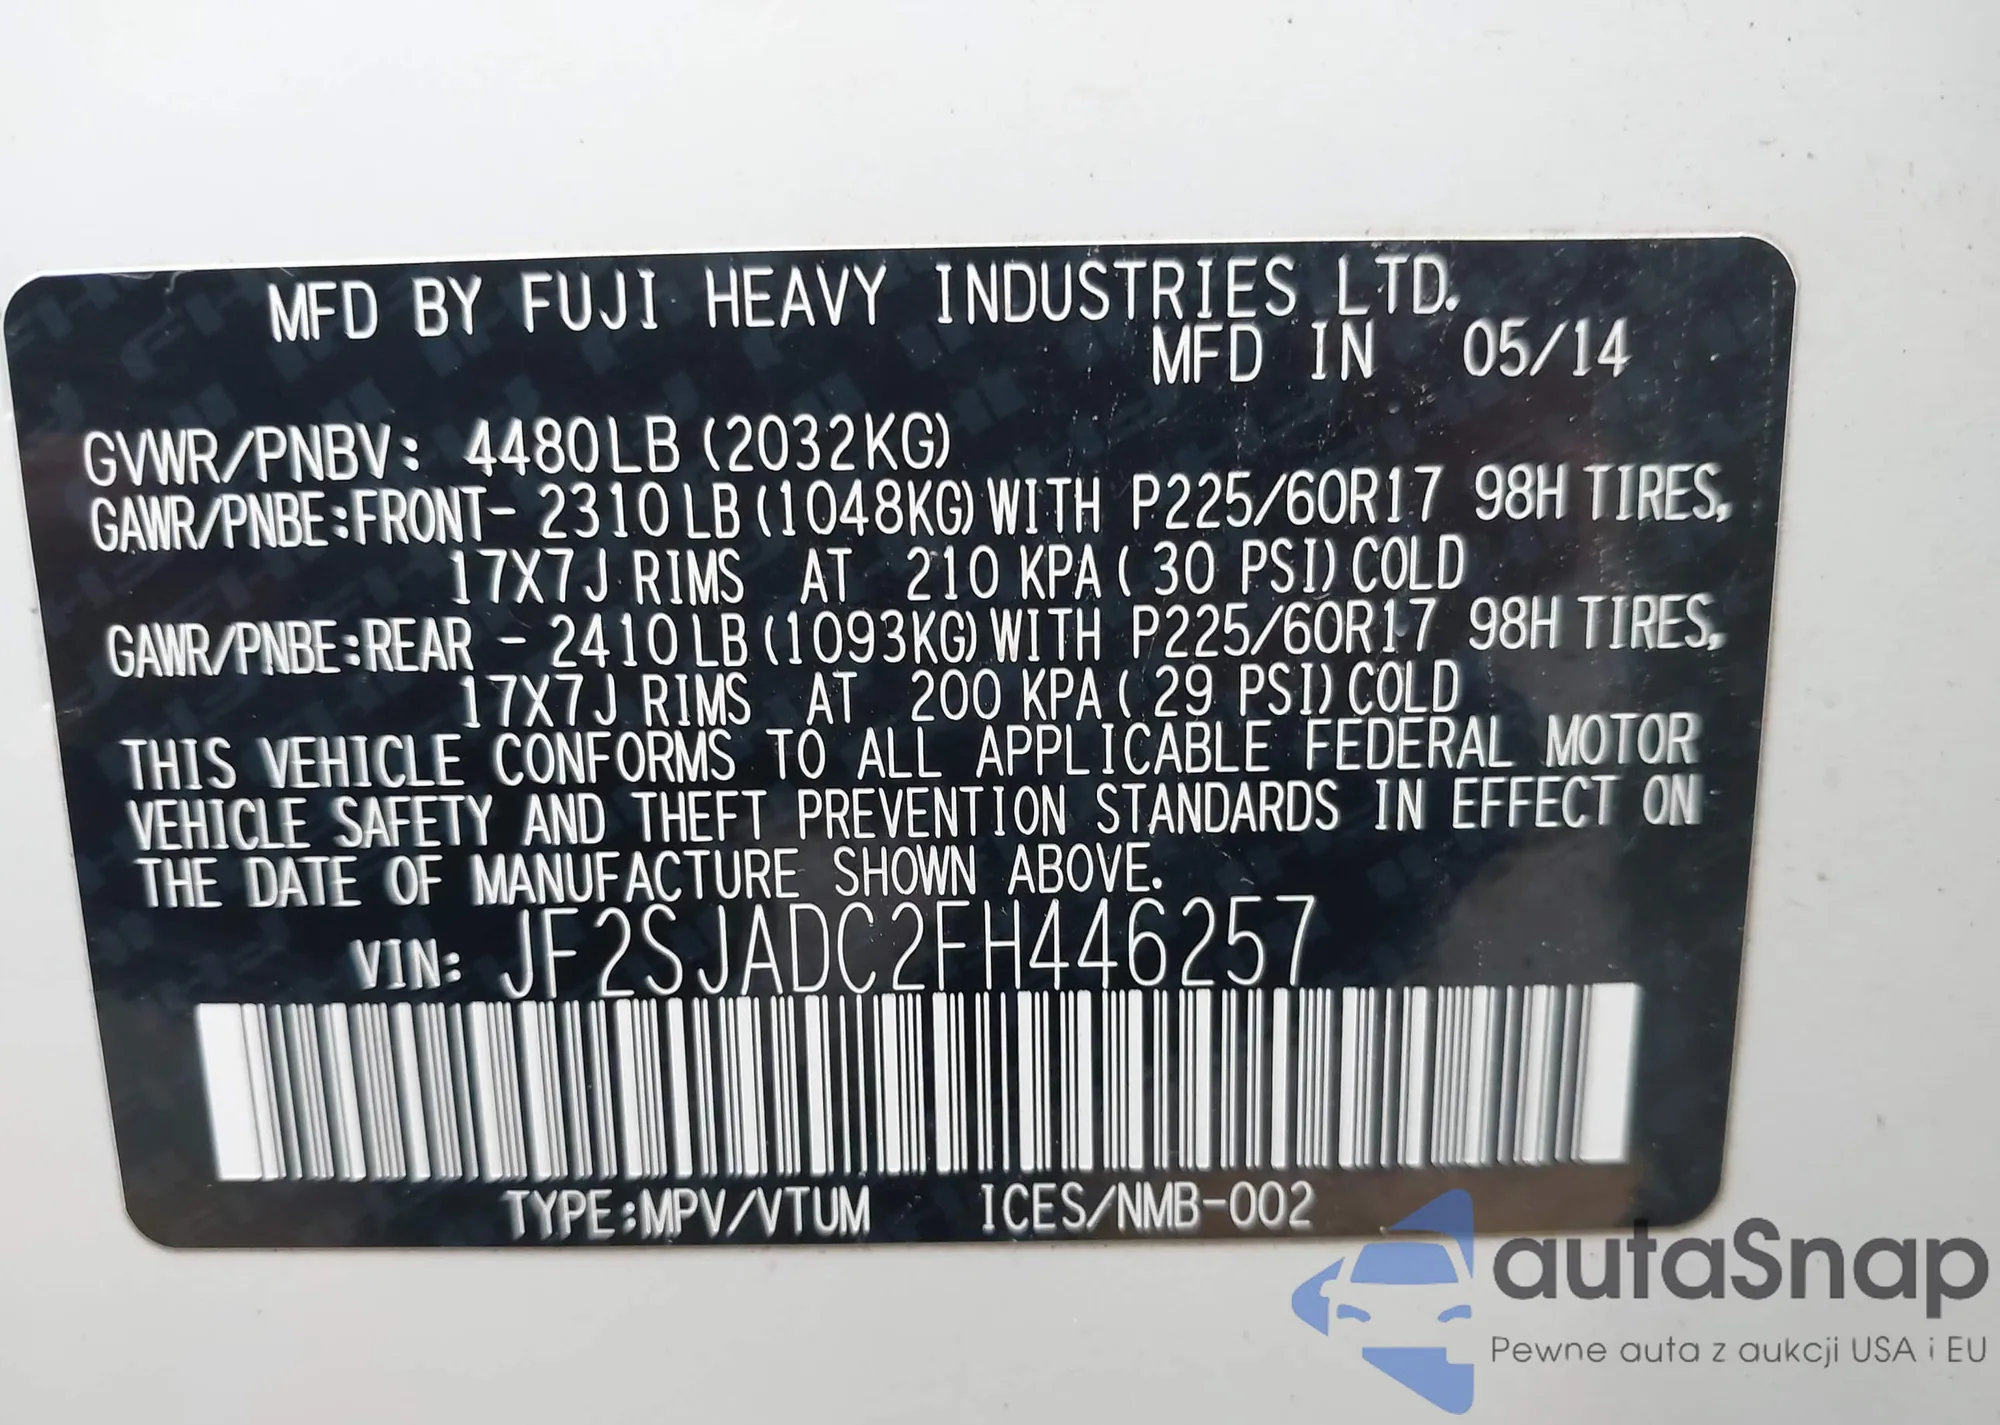 MFD BY FUJI HEAVY INDUSTRIES LTD.
MFD IN 05/14
GVWR/PNBV: 4480LB (2032KG)
GAWR/PNBE:FRONT- 2310LB (1048KG) WITH P225/60R17 98H TIRES,
17X7J RIMS AT 210 KPA ( 30 PSI) COLD
GAWR/PNBE:REAR - 2410LB (1093KG) WITH P225/60R17 98H TIRES,
17X7J RIMS AT 200 KPA ( 29 PSI) COLD
THIS VEHICLE CONFORMS TO ALL APPLICABLE FEDERAL MOTOR
VEHICLE SAFETY AND THEFT PREVENTION STANDARDS IN EFFECT ON
THE DATE OF MANUFACTURE SHOWN ABOVE.
VIN: JF2SJADC2FH446257
TYPE:MPV/VTUM ICES/NMB-002
autaSnap
Pewne auta z aukcji USA i EU